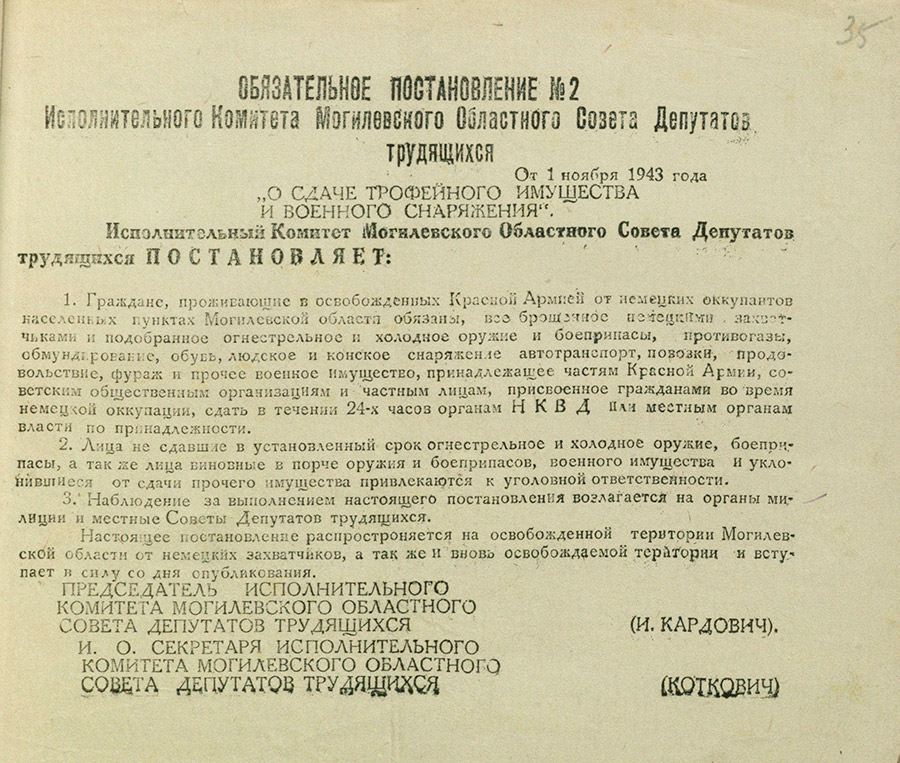 35
ОБЯЗАТЕЛЬНОЕ ПОСТАНОВЛЕНИЕ №2
Исполнительного Комитета Могилевского Областного Совета Депутатов
трудящихся
От 1 ноября 1943 года
„О СДАЧЕ ТРОФЕЙНОГО ИМУЩЕСТВА
И ВОЕННОГО СНАРЯЖЕНИЯ".
Исполнительный Комитет Могилевского Областного Совета Депутатов
трудящихся ПОСТАНОВЛЯЕТ:
1. Граждане, проживающие в освобожденных Красной Армией от немецких оккупантов
населенных пунктах Могилевской области обязаны, все брошенное немецкими захват-
чиками и подобранное огнестрельное и холодное оружие и боеприпасы, противогазы,
обмундирование, обувь, людское и конское снаряжение автотранспорт, повозки, продо-
вольствие, фураж и прочее военное имущество, принадлежащее частям Красной Армии, со-
ветским общественным организациям и частным лицам, присвоенное гражданами во время
немецкой оккупации, сдать в течении 24-х часов органам НКВД или местным органам
власти по принадлежности.
2. Лица не сдавшие в установленный срок огнестрельное и холодное оружие, боепри-
пасы, а так же лица виновные в порче оружия и боеприпасов, военного имущества и укло-
нившиеся от сдачи прочего имущества привлекаются к уголовной ответственности.
3. Наблюдение за выполнением настоящего постановления возлагается на органы ми-
лиции и местные Советы Депутатов трудящихся.
Настоящее постановление распростроняется на освобожденной територии Могилев-
ской области от немецких захватчиков, а так же и вновь освобождаемой терátории и всту-
пает в силу со дня опубликования.
ПРЕДСЕДАТЕЛЬ ИСПОЛНИТЕЛЬНОГО
КОМИТЕТА МОГИЛЕВСКОГО ОБЛАСТНОГО
СОВЕТА ДЕПУТАТОВ ТРУДЯЩИХСЯ (И. КАРДОВИЧ).
И. О. СЕКРЕТАРЯ ИСПОЛНИТЕЛЬНОГО
КОМИТЕТА МОГИЛЕВСКОГО ОБЛАСТНОГО
СОВЕТА ДЕПУТАТОВ ТРУДЯЩИХСЯ (КОТКОВИЧ)